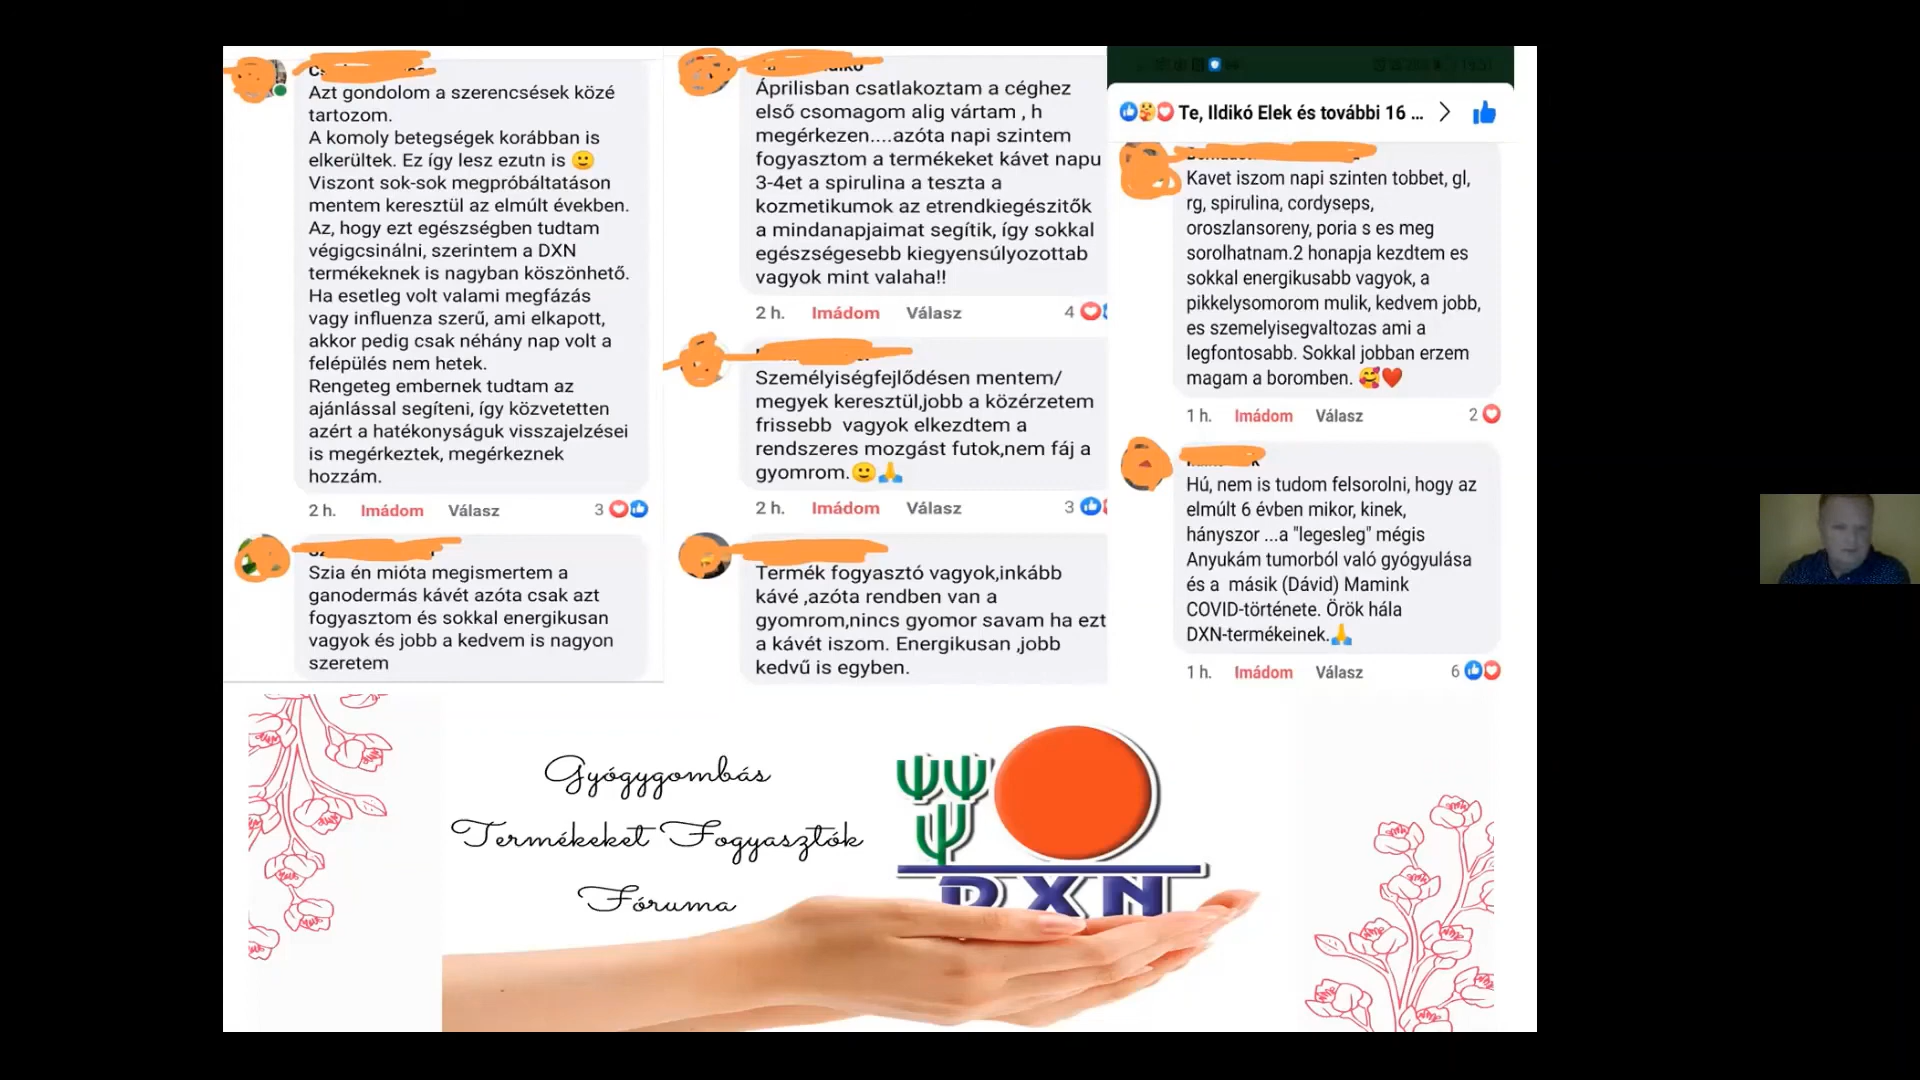 Azt gondolom a szerencsések közé
tartozom.
A komoly betegségek korábban is
elkerültek. Ez így lesz ezutn is 🙂
Viszont sok-sok megpróbáltatáson
mentem keresztül az elmúlt években.
Az, hogy ezt egészségben tudtam
végigcsinálni, szerintem a DXN
termékeknek is nagyban köszönhető.
Ha esetleg volt valami megfázás
vagy influenza szerű, ami elkapott,
akkor pedig csak néhány nap volt a
felépülés nem hetek.
Rengeteg embernek tudtam az
ajánlással segíteni, így közvetetten
azért a hatékonyságuk visszajelzései
is megérkeztek, megérkeznek
hozzám.
2 h. Imádom Válasz 3
Szia én mióta megismertem a
ganodermás kávét azóta csak azt
fogyasztom és sokkal energikusan
vagyok és jobb a kedvem is nagyon
szeretem
Áprilisban csatlakoztam a céghez
első csomagom alig vártam , h
megérkezen....azóta napi szintem
fogyasztom a termékeket kávet napu
3-4et a spirulina a teszta a
kozmetikumok az etrendkiegészitők
a mindanapjaimat segítik, így sokkal
egészségesebb kiegyensúlyozottab
vagyok mint valaha!!
2 h. Imádom Válasz 4
Személyiségfejlődésen mentem/
megyek keresztül,jobb a közérzetem
frissebb vagyok elkezdtem a
rendszeres mozgást futok,nem fáj a
gyomrom.🙂🙏
2 h. Imádom Válasz 3
Termék fogyasztó vagyok,inkább
kávé ,azóta rendben van a
gyomrom,nincs gyomor savam ha ezt
a kávét iszom. Energikusan ,jobb
kedvű is egyben.
Te, Ildikó Elek és további 16 ...
Kavet iszom napi szinten tobbet, gl,
rg, spirulina, cordyseps,
oroszlansoreny, poria s es meg
sorolhatnam.2 honapja kezdtem es
sokkal energikusabb vagyok, a
pikkelysomorom mulik, kedvem jobb,
es szemelyisegvaltozas ami a
legfontosabb. Sokkal jobban erzem
magam a boromben. 🥰❤️
1 h. Imádom Válasz 2
Hú, nem is tudom felsorolni, hogy az
elmúlt 6 évben mikor, kinek,
hányszor ...a "legesleg" mégis
Anyukám tumorból való gyógyulása
és a másik (Dávid) Mamink
COVID-története. Örök hála
DXN-termékeinek.🙏
1 h. Imádom Válasz 6
Gyógygombás
Termékeket Fogyasztók
Fóruma
DXN